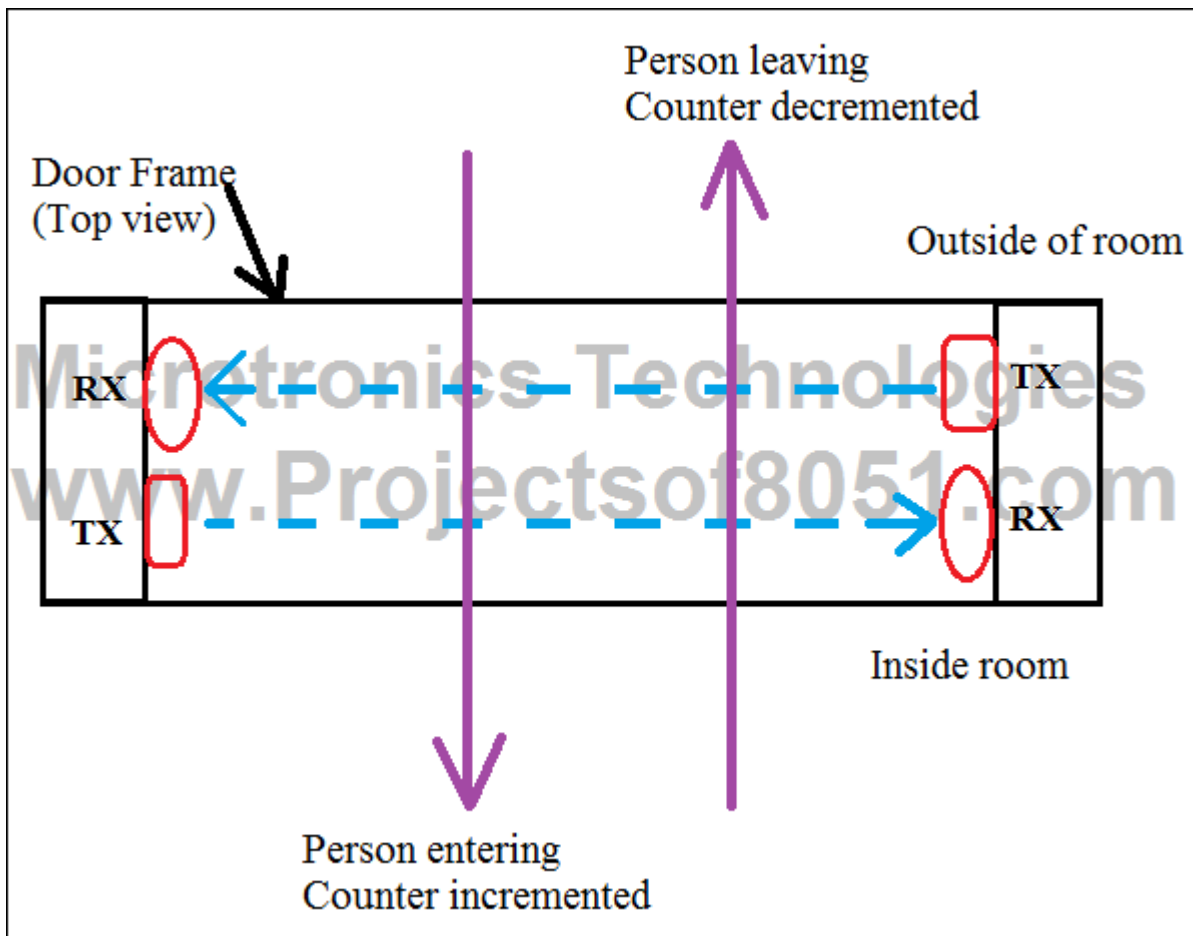 Person leaving
Counter decremented
Door Frame
(Top view)
Outside of room
Microtronics Technologies
RX
TX
www.Projectsof8051.com
TX
RX
Inside room
Person entering
Counter incremented